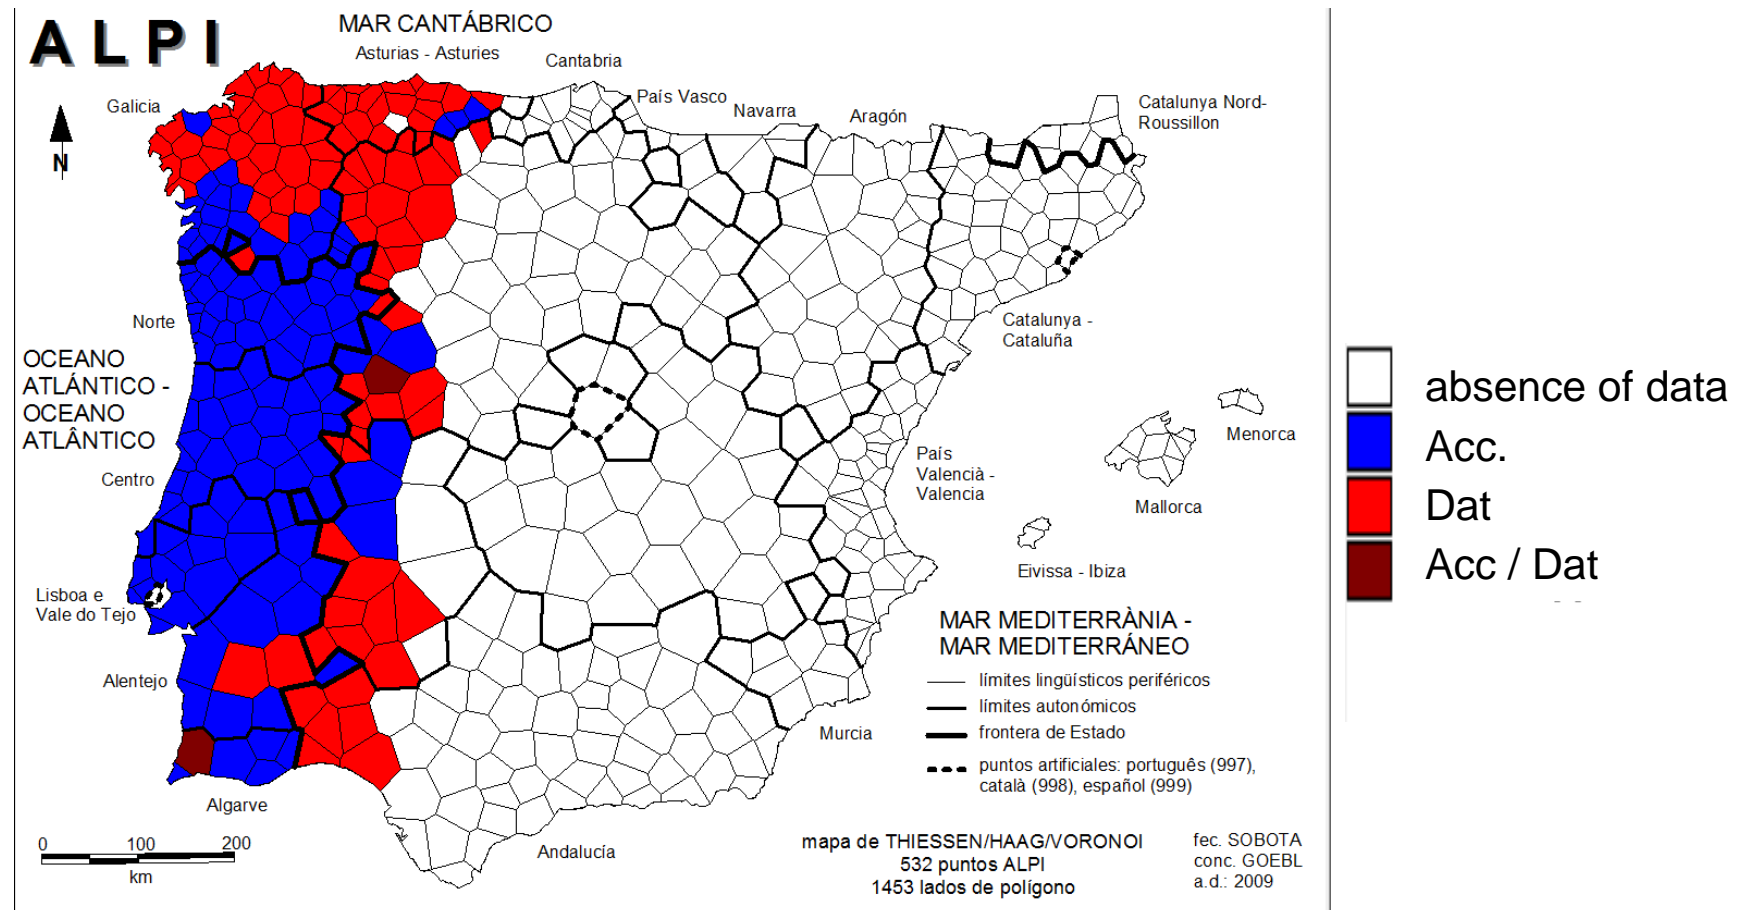 ALPI
MAR CANTÁBRICO
Asturias - Asturies
Cantabria
Galicia
País Vasco
Navarra
Aragón
Catalunya Nord-
Roussillon
N
Norte
OCEANO
ATLÁNTICO -
OCEANO
ATLÂNTICO
Centro
Catalunya -
Cataluña
Menorca
País
Valencià -
Valencia
Mallorca
Eivissa - Ibiza
Lisboa e
Vale do Tejo
Alentejo
Algarve
Murcia
Andalucía
MAR MEDITERRÀNIA -
MAR MEDITERRÁNEO
límites lingüísticos periféricos
límites autonómicos
frontera de Estado
puntos artificiales: português (997),
català (998), español (999)
0 100 200
km
mapa de THIESSEN/HAAG/VORONOI
532 puntos ALPI
1453 lados de polígono
fec. SOBOTA
conc. GOEBL
a.d.: 2009
absence of data
Acc.
Dat
Acc / Dat